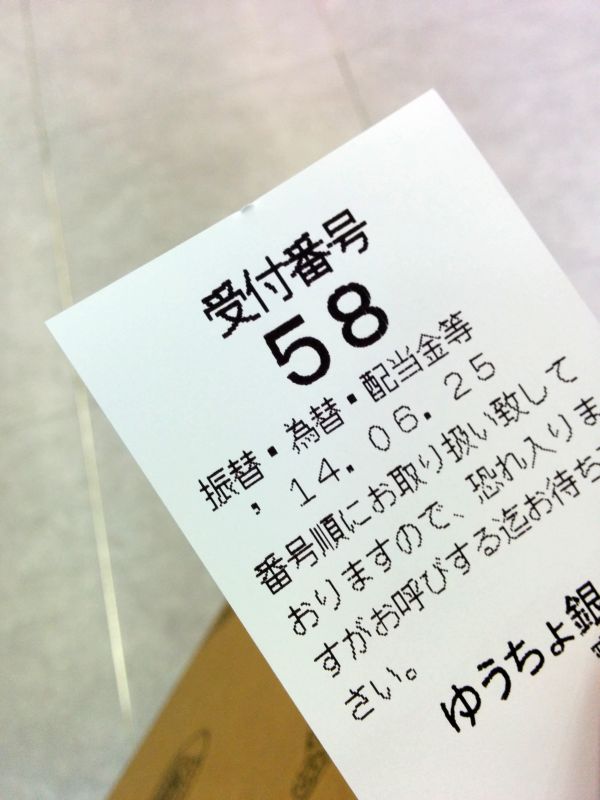 受付番号
58
振替・為替・配当金等
'14.06.25
番号順にお取り扱い致して
おりますので、恐れ入りま
すがお呼びする迄お待ち
さい。
ゆうちょ銀